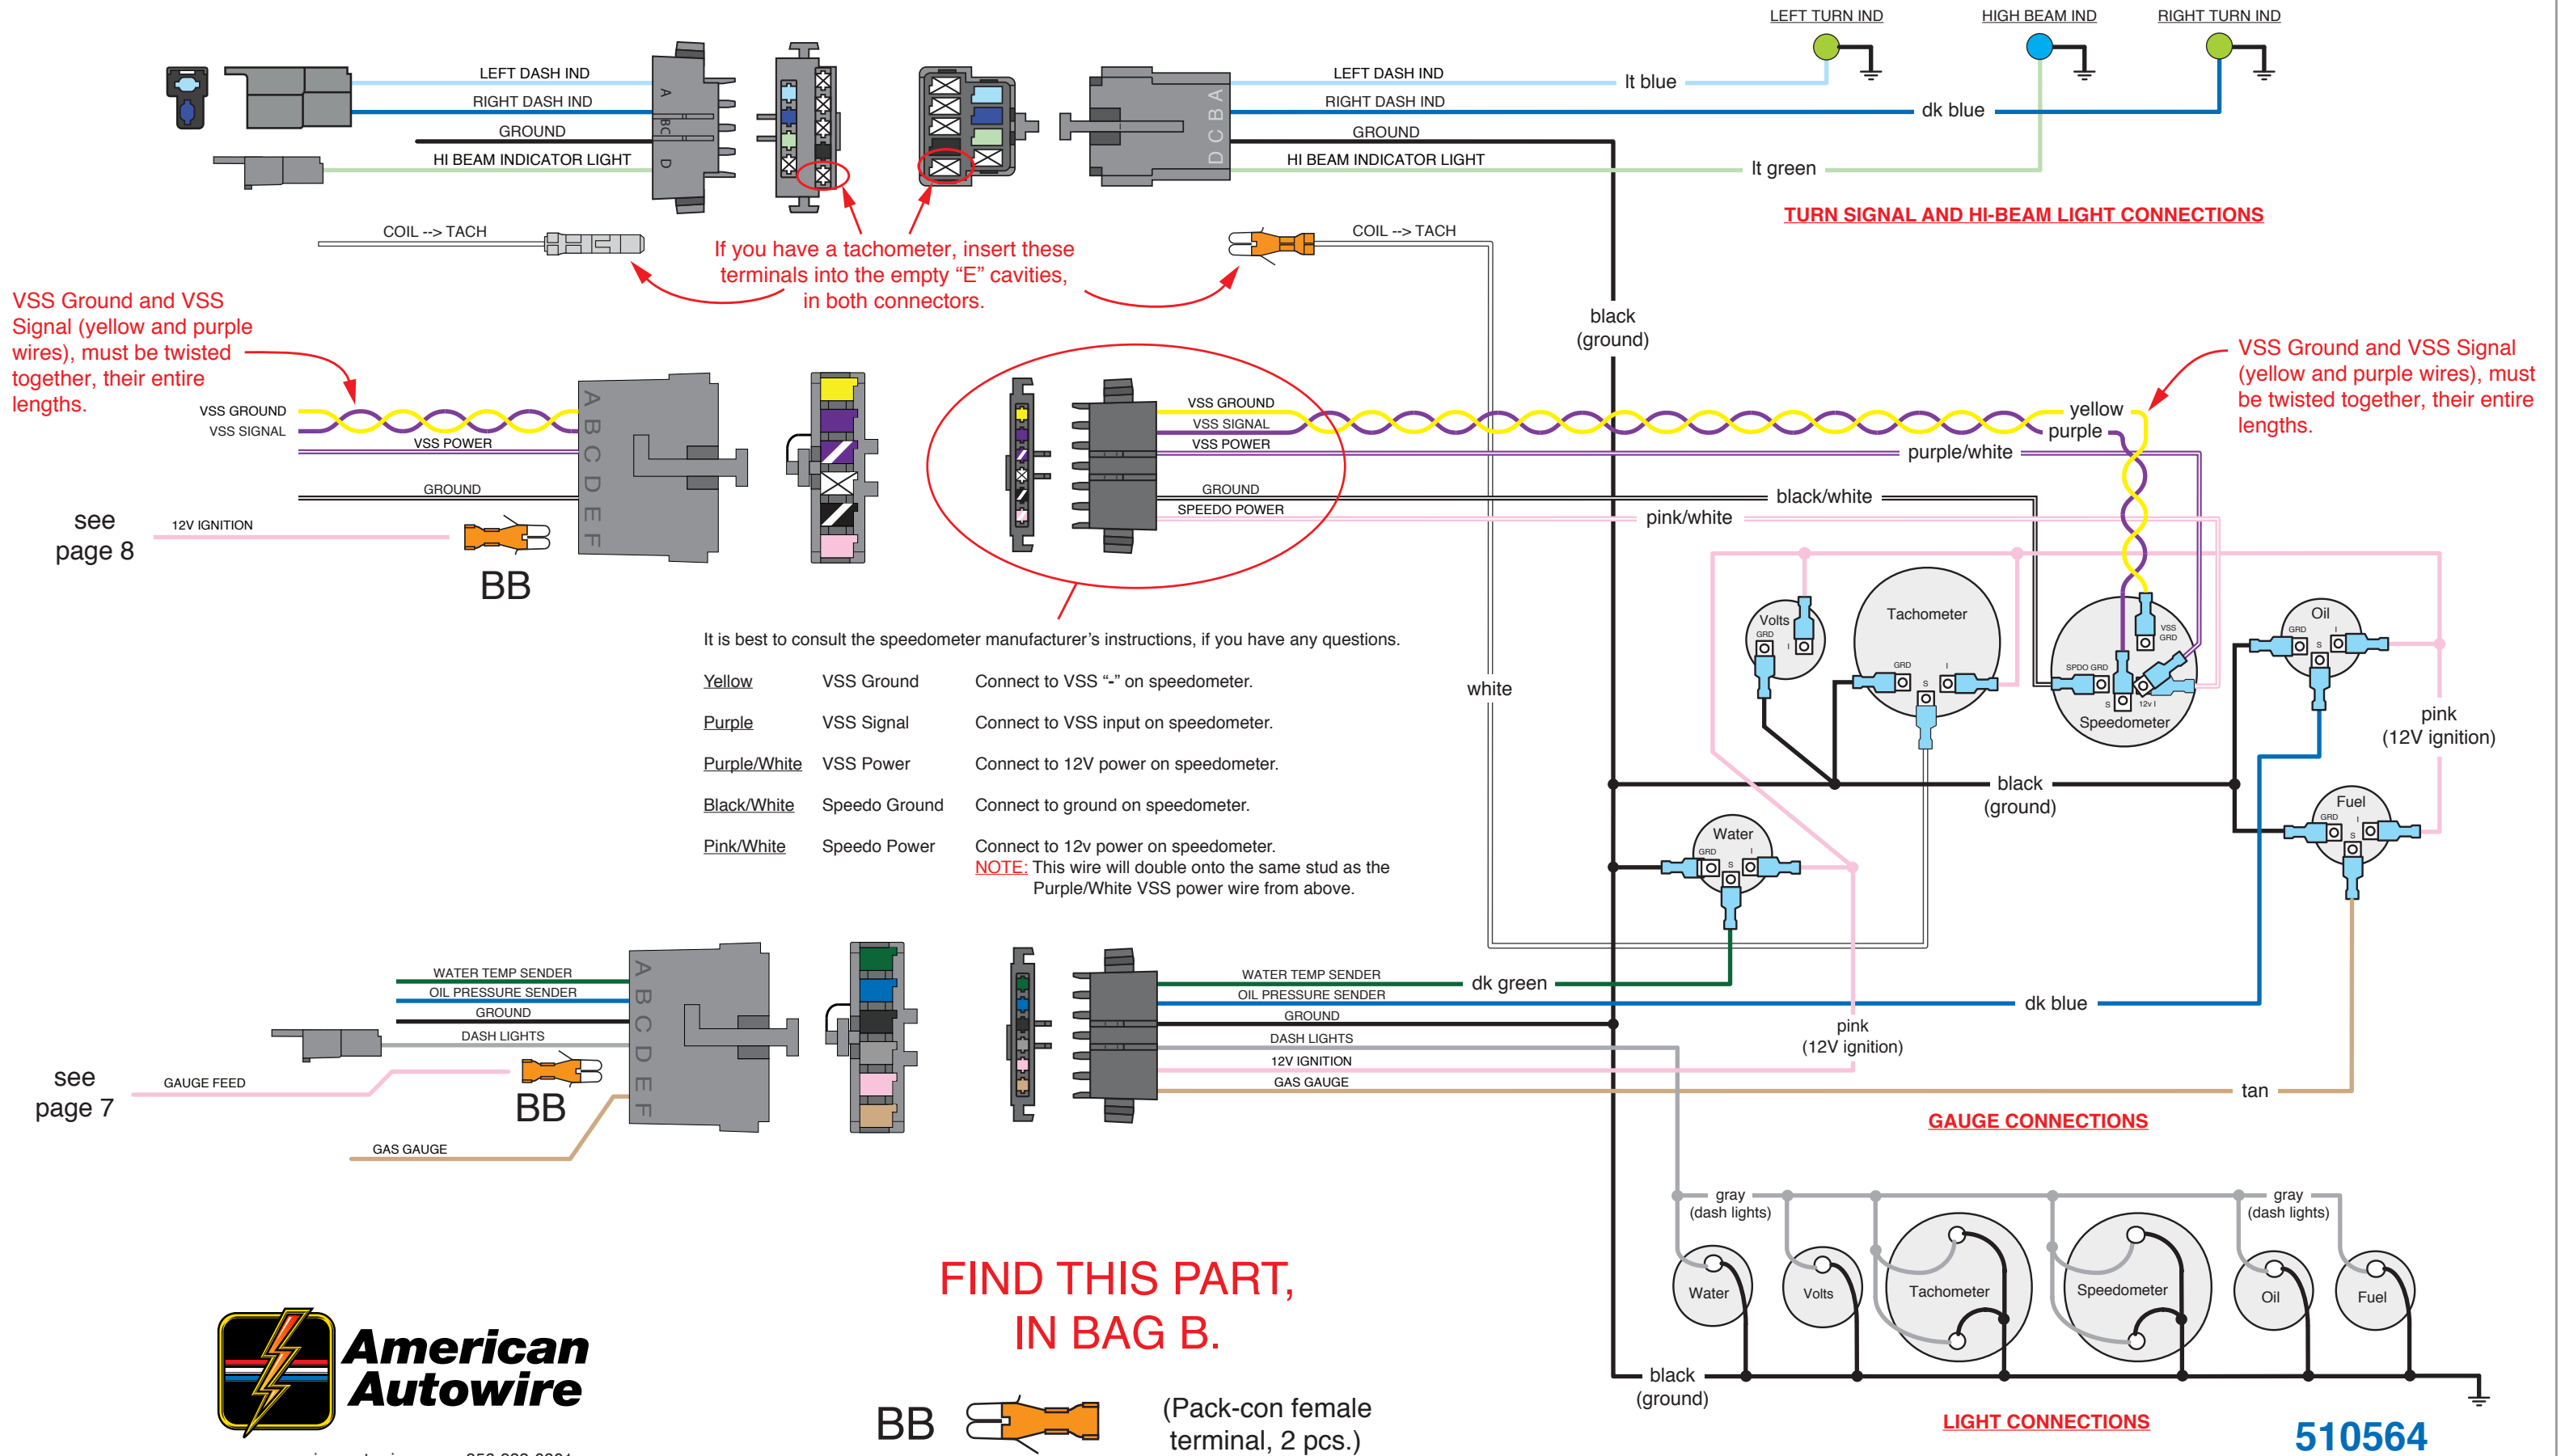 LEFT TURN IND
HIGH BEAM IND
RIGHT TURN IND
LEFT DASH IND
RIGHT DASH IND
GROUND
HI BEAM INDICATOR LIGHT
A
BC
D
LEFT DASH IND
RIGHT DASH IND
GROUND
HI BEAM INDICATOR LIGHT
D C B A
lt blue
dk blue
lt green
TURN SIGNAL AND HI-BEAM LIGHT CONNECTIONS
COIL --> TACH
If you have a tachometer, insert these
terminals into the empty “E” cavities,
in both connectors.
COIL --> TACH
VSS Ground and VSS
Signal (yellow and purple
wires), must be twisted
together, their entire
lengths.
black
(ground)
VSS Ground and VSS Signal
(yellow and purple wires), must
be twisted together, their entire
lengths.
VSS GROUND
VSS SIGNAL
VSS POWER
GROUND
12V IGNITION
see
page 8
BB
A B C D E F
VSS GROUND
VSS SIGNAL
VSS POWER
GROUND
SPEEDO POWER
yellow
purple
purple/white
black/white
pink/white
It is best to consult the speedometer manufacturer’s instructions, if you have any questions.
Yellow VSS Ground Connect to VSS “-” on speedometer.
Purple VSS Signal Connect to VSS input on speedometer.
Purple/White VSS Power Connect to 12V power on speedometer.
Black/White Speedo Ground Connect to ground on speedometer.
Pink/White Speedo Power Connect to 12v power on speedometer.
NOTE: This wire will double onto the same stud as the
Purple/White VSS power wire from above.
white
Volts
GRD
I
Tachometer
GRD
I
S
VSS
GRD
SPDO GRD
S
12v I
Speedometer
Oil
GRD
I
S
pink
(12V ignition)
black
(ground)
Fuel
GRD
I
S
Water
GRD
I
S
WATER TEMP SENDER
OIL PRESSURE SENDER
GROUND
DASH LIGHTS
see
page 7
GAUGE FEED
BB
GAS GAUGE
A B C D E F
WATER TEMP SENDER
OIL PRESSURE SENDER
GROUND
DASH LIGHTS
12V IGNITION
GAS GAUGE
dk green
dk blue
pink
(12V ignition)
tan
GAUGE CONNECTIONS
gray
(dash lights)
gray
(dash lights)
Water
Volts
Tachometer
Speedometer
Oil
Fuel
black
(ground)
LIGHT CONNECTIONS
510564
FIND THIS PART,
IN BAG B.
BB
(Pack-con female
terminal, 2 pcs.)
American
Autowire